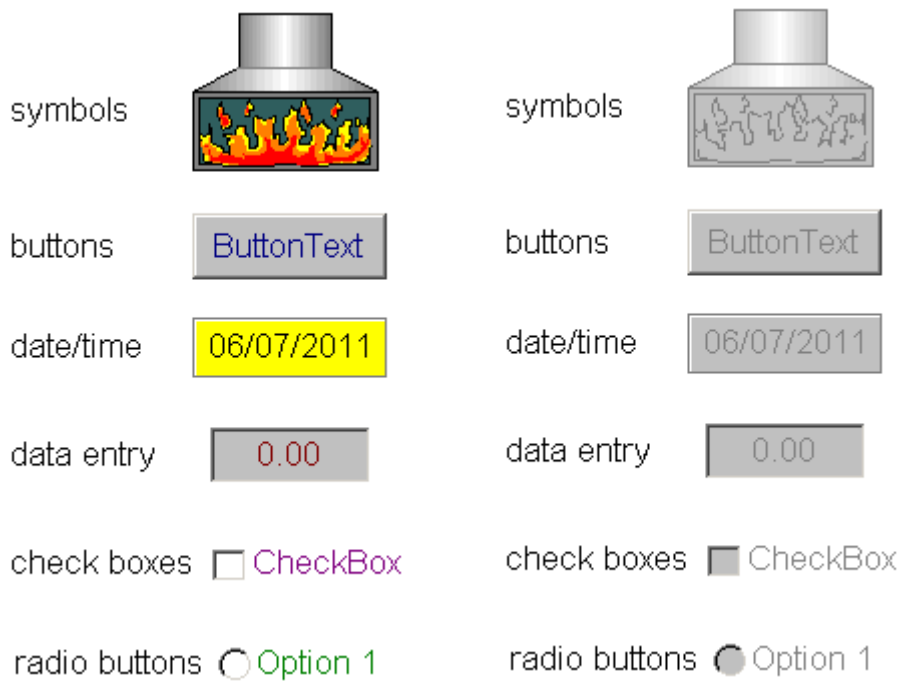 symbols
symbols
buttons ButtonText
buttons ButtonText
date/time 06/07/2011
date/time 06/07/2011
data entry 0.00
data entry 0.00
check boxes CheckBox
check boxes CheckBox
radio buttons Option 1
radio buttons Option 1